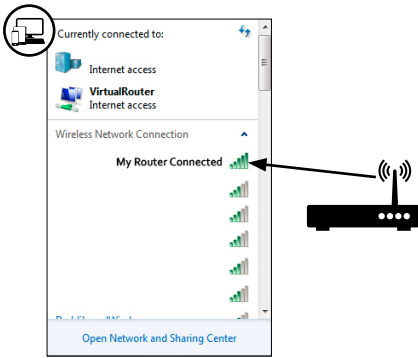 Currently connected to:
Internet access
VirtualRouter
Internet access
Wireless Network Connection
My Router Connected
Open Network and Sharing Center